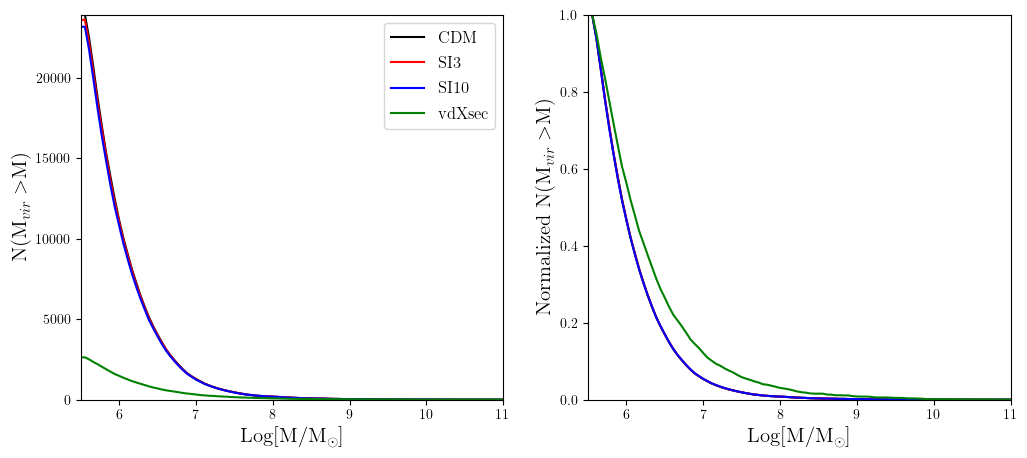 CDM
SI3
SI10
vdXsec
N(M$_{vir}$ >M)
20000
15000
10000
5000
0
6 7 8 9 10 11
Log[M/M$_{\odot}$]
Normalized N(M$_{vir}$ >M)
1.0
0.8
0.6
0.4
0.2
0.0
6 7 8 9 10 11
Log[M/M$_{\odot}$]